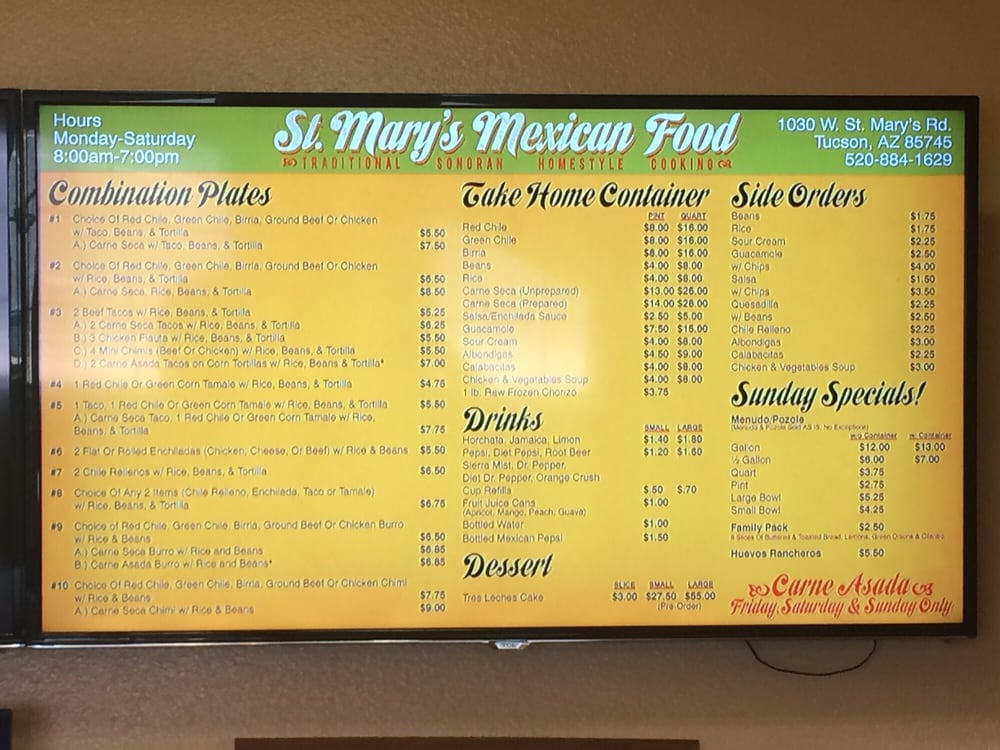 Hours
Monday-Saturday
8:00am-7:00pm
St. Mary's Mexican Food
TRADITIONAL SONORAN HOMESTYLE COOKING
1030 W. St. Mary's Rd.
Tucson, AZ 85745
520-884-1629
Combination Plates
#1 Choice Of Red Chile, Green Chile, Birria, Ground Beef Or Chicken
w/ Taco, Beans, & Tortilla $5.50
A.) Carne Seca w/ Taco, Beans, & Tortilla $7.50
#2 Choice Of Red Chile, Green Chile, Birria, Ground Beef Or Chicken
w/ Rice, Beans, & Tortilla $6.50
A.) Carne Seca, Rice, Beans, & Tortilla $8.50
#3 2 Beef Tacos w/ Rice, Beans, & Tortilla $5.25
A.) 2 Carne Seca Tacos w/ Rice, Beans, & Tortilla $6.25
B.) 3 Chicken Flauta w/ Rice, Beans, & Tortilla $5.50
C.) 4 Mini Chimis (Beef Or Chicken) w/ Rice, Beans, & Tortilla $5.50
D.) 2 Carne Asada Tacos on Corn Tortillas w/ Rice, Beans & Tortilla* $7.00
#4 1 Red Chile Or Green Corn Tamale w/ Rice, Beans, & Tortilla $4.75
#5 1 Taco, 1 Red Chile Or Green Corn Tamale w/ Rice, Beans, & Tortilla $5.50
A.) Carne Seca Taco, 1 Red Chile Or Green Corn Tamale w/ Rice,
Beans, & Tortilla $7.75
#6 2 Flat Or Rolled Enchiladas (Chicken, Cheese, Or Beef) w/ Rice & Beans $5.50
#7 2 Chile Rellenos w/ Rice, Beans, & Tortilla $6.50
#8 Choice Of Any 2 Items (Chile Relleno, Enchilada, Taco or Tamale)
w/ Rice, Beans, & Tortilla $6.75
#9 Choice of Red Chile, Green Chile, Birria, Ground Beef Or Chicken Burro
w/ Rice & Beans $6.50
A.) Carne Seca Burro w/ Rice and Beans $6.85
B.) Carne Asada Burro w/ Rice and Beans* $6.85
#10 Choice Of Red Chile, Green Chile, Birria, Ground Beef Or Chicken Chimi
w/ Rice & Beans $7.75
A.) Carne Seca Chimi w/ Rice & Beans $9.00
Take Home Container
PINT QUART
Red Chile $8.00 $16.00
Green Chile $8.00 $16.00
Birria $8.00 $16.00
Beans $4.00 $8.00
Rice $4.00 $8.00
Carne Seca (Unprepared) $13.00 $26.00
Carne Seca (Prepared) $14.00 $28.00
Salsa/Enchilada Sauce $2.50 $5.00
Guacamole $7.50 $15.00
Sour Cream $4.00 $8.00
Albondigas $4.50 $9.00
Calabacitas $4.00 $8.00
Chicken & Vegetables Soup $4.00 $8.00
1 lb. Raw Frozen Chorizo $3.75
Drinks
SMALL LARGE
Horchata, Jamaica, Limon $1.40 $1.80
Pepsi, Diet Pepsi, Root Beer $1.20 $1.60
Sierra Mist, Dr. Pepper,
Diet Dr. Pepper, Orange Crush
Cup Refills $.50 $.70
Fruit Juice Cans $1.00
(Apricot, Mango, Peach, Guava)
Bottled Water $1.00
Bottled Mexican Pepsi $1.50
Dessert
SLICE SMALL LARGE
Tres Leches Cake $3.00 $27.50 $55.00
(Pre Order)
Side Orders
Beans $1.75
Rice $1.75
Sour Cream $2.25
Guacamole $2.50
w/ Chips $4.00
Salsa $1.50
w/ Chips $3.50
Quesadilla $2.25
w/ Beans $2.50
Chile Relleno $2.25
Albondigas $3.00
Calabacitas $2.25
Chicken & Vegetables Soup $3.00
Sunday Specials!
Menudo/Pozole
(Menudo & Pozole Sold AS IS, No Exceptions)
w/o Container w/ Container
Gallon $12.00 $13.00
½ Gallon $6.00 $7.00
Quart $3.75
Pint $2.75
Large Bowl $5.25
Small Bowl $4.25
Family Pack $2.50
8 Slices Of Buttered & Toasted Bread, Lemons, Green Onions & Cilantro
Huevos Rancheros $5.50
Carne Asada
Friday, Saturday & Sunday Only